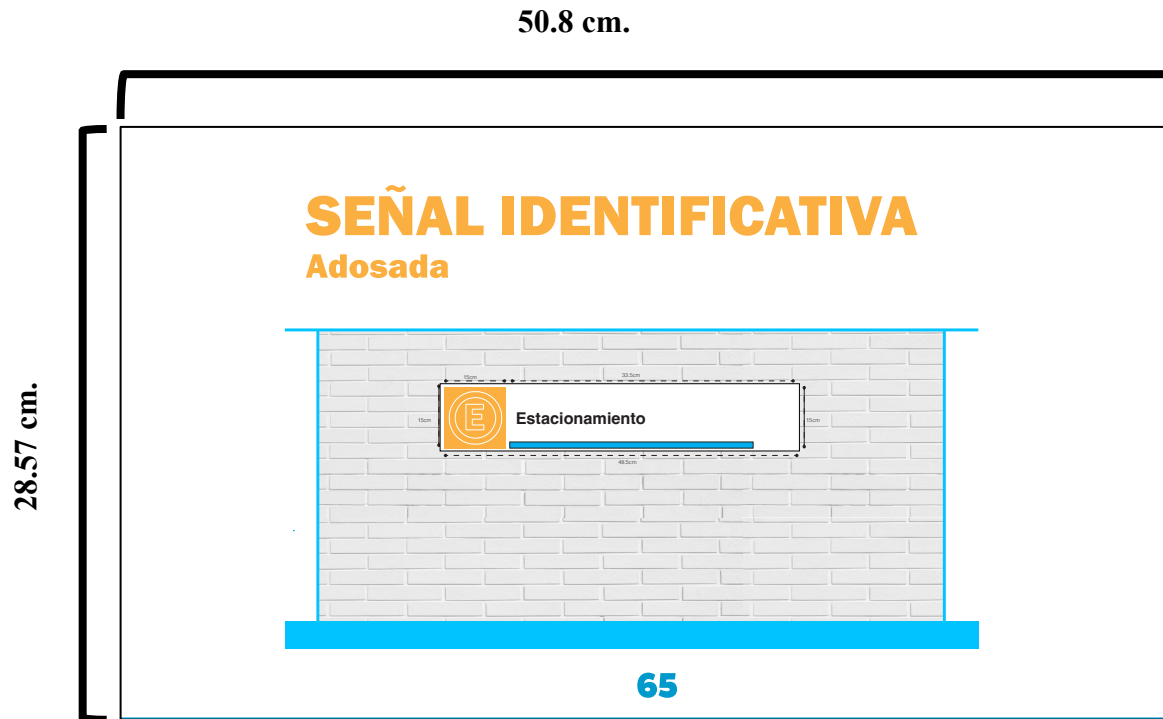 50.8 cm.
28.57 cm.
SEÑAL IDENTIFICATIVA
Adosada
15cm
33.5cm
15cm
E
Estacionamiento
15cm
48.5cm
65